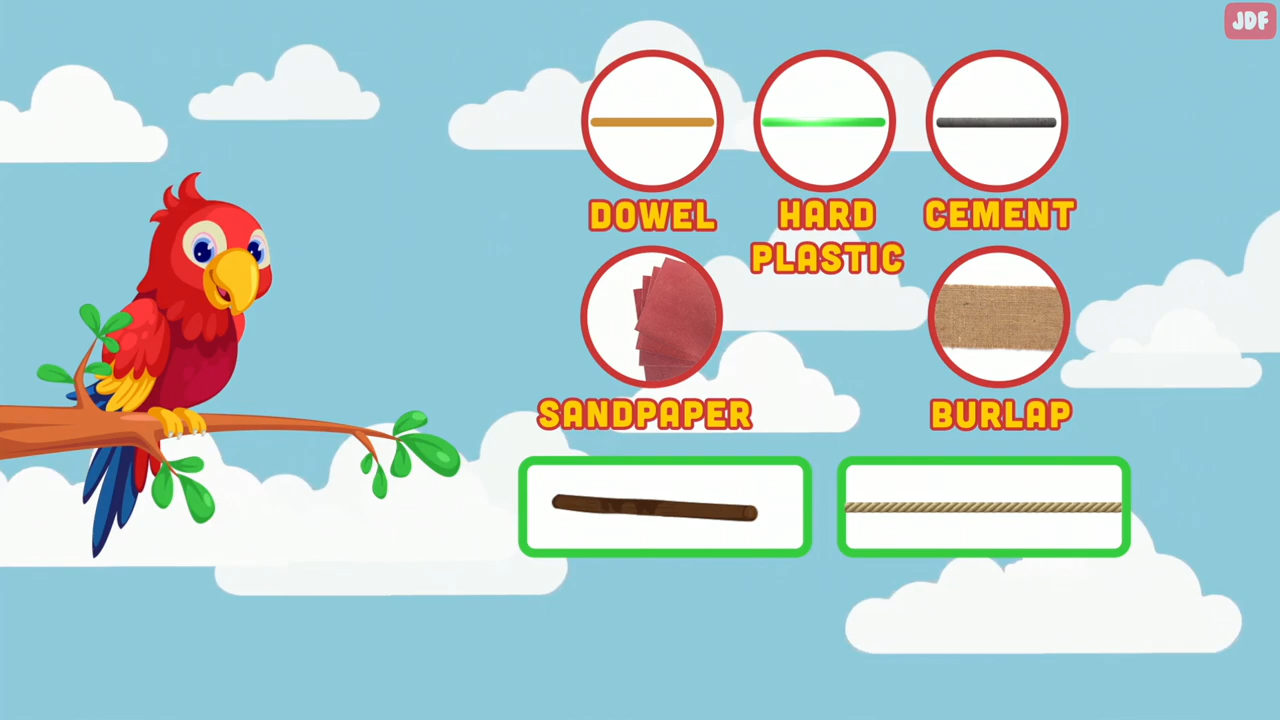 JDF
DOWEL
HARD
PLASTIC
CEMENT
SANDPAPER
BURLAP